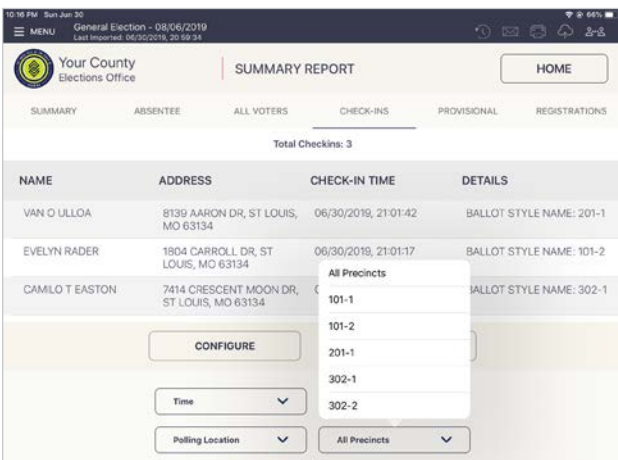 10:16 PM Sun Jun 30
66%
MENU
General Election - 08/06/2019
Last Imported: 06/30/2019, 20:59:34
Your County
Elections Office
SUMMARY REPORT
HOME
SUMMARY ABSENTEE ALL VOTERS CHECK-INS PROVISIONAL REGISTRATIONS
Total Checkins: 3
NAME ADDRESS CHECK-IN TIME DETAILS
VAN O ULLOA 8139 AARON DR, ST LOUIS, 06/30/2019, 21:01:42 BALLOT STYLE NAME: 201-1
MO 63134
EVELYN RADER 1804 CARROLL DR, ST 06/30/2019, 21:01:17 BALLOT STYLE NAME: 101-2
LOUIS, MO 63134
CAMILO T EASTON 7414 CRESCENT MOON DR, BALLOT STYLE NAME: 302-1
ST LOUIS, MO 63134
All Precincts
101-1
101-2
201-1
302-1
302-2
CONFIGURE
Time
Polling Location
All Precincts